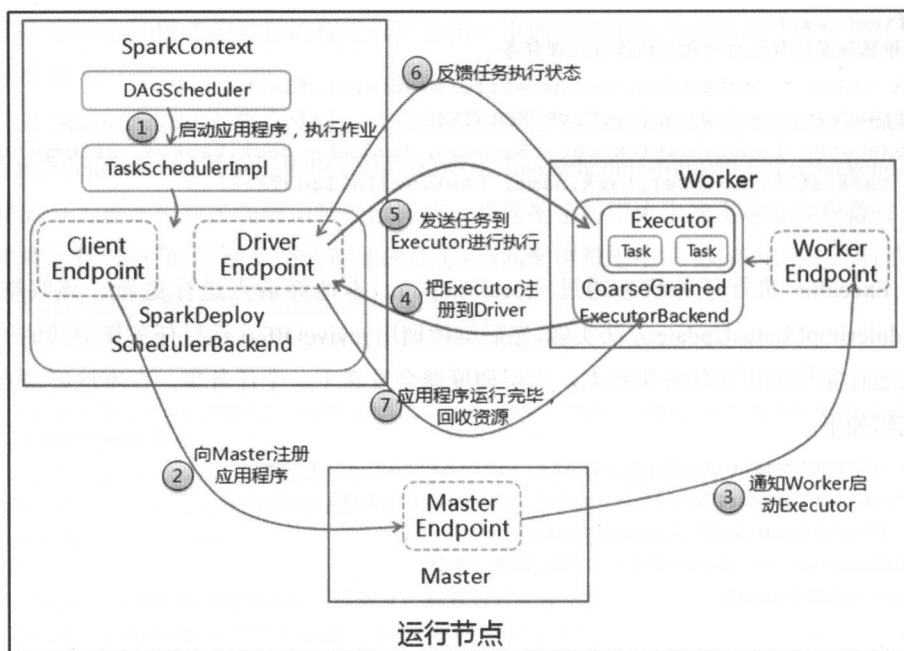 SparkContext
DAGScheduler
1 启动应用程序，执行作业
TaskSchedulerImpl
Client
Endpoint
Driver
Endpoint
SparkDeploy
SchedulerBackend
6 反馈任务执行状态
5 发送任务到
Executor进行执行
4 把Executor注
册到Driver
7 应用程序运行完毕，
回收资源
Worker
Executor
Task Task
CoarseGrained
ExecutorBackend
Worker
Endpoint
2 向Master注册
应用程序
3 通知Worker启
动Executor
Master
Endpoint
Master
运行节点